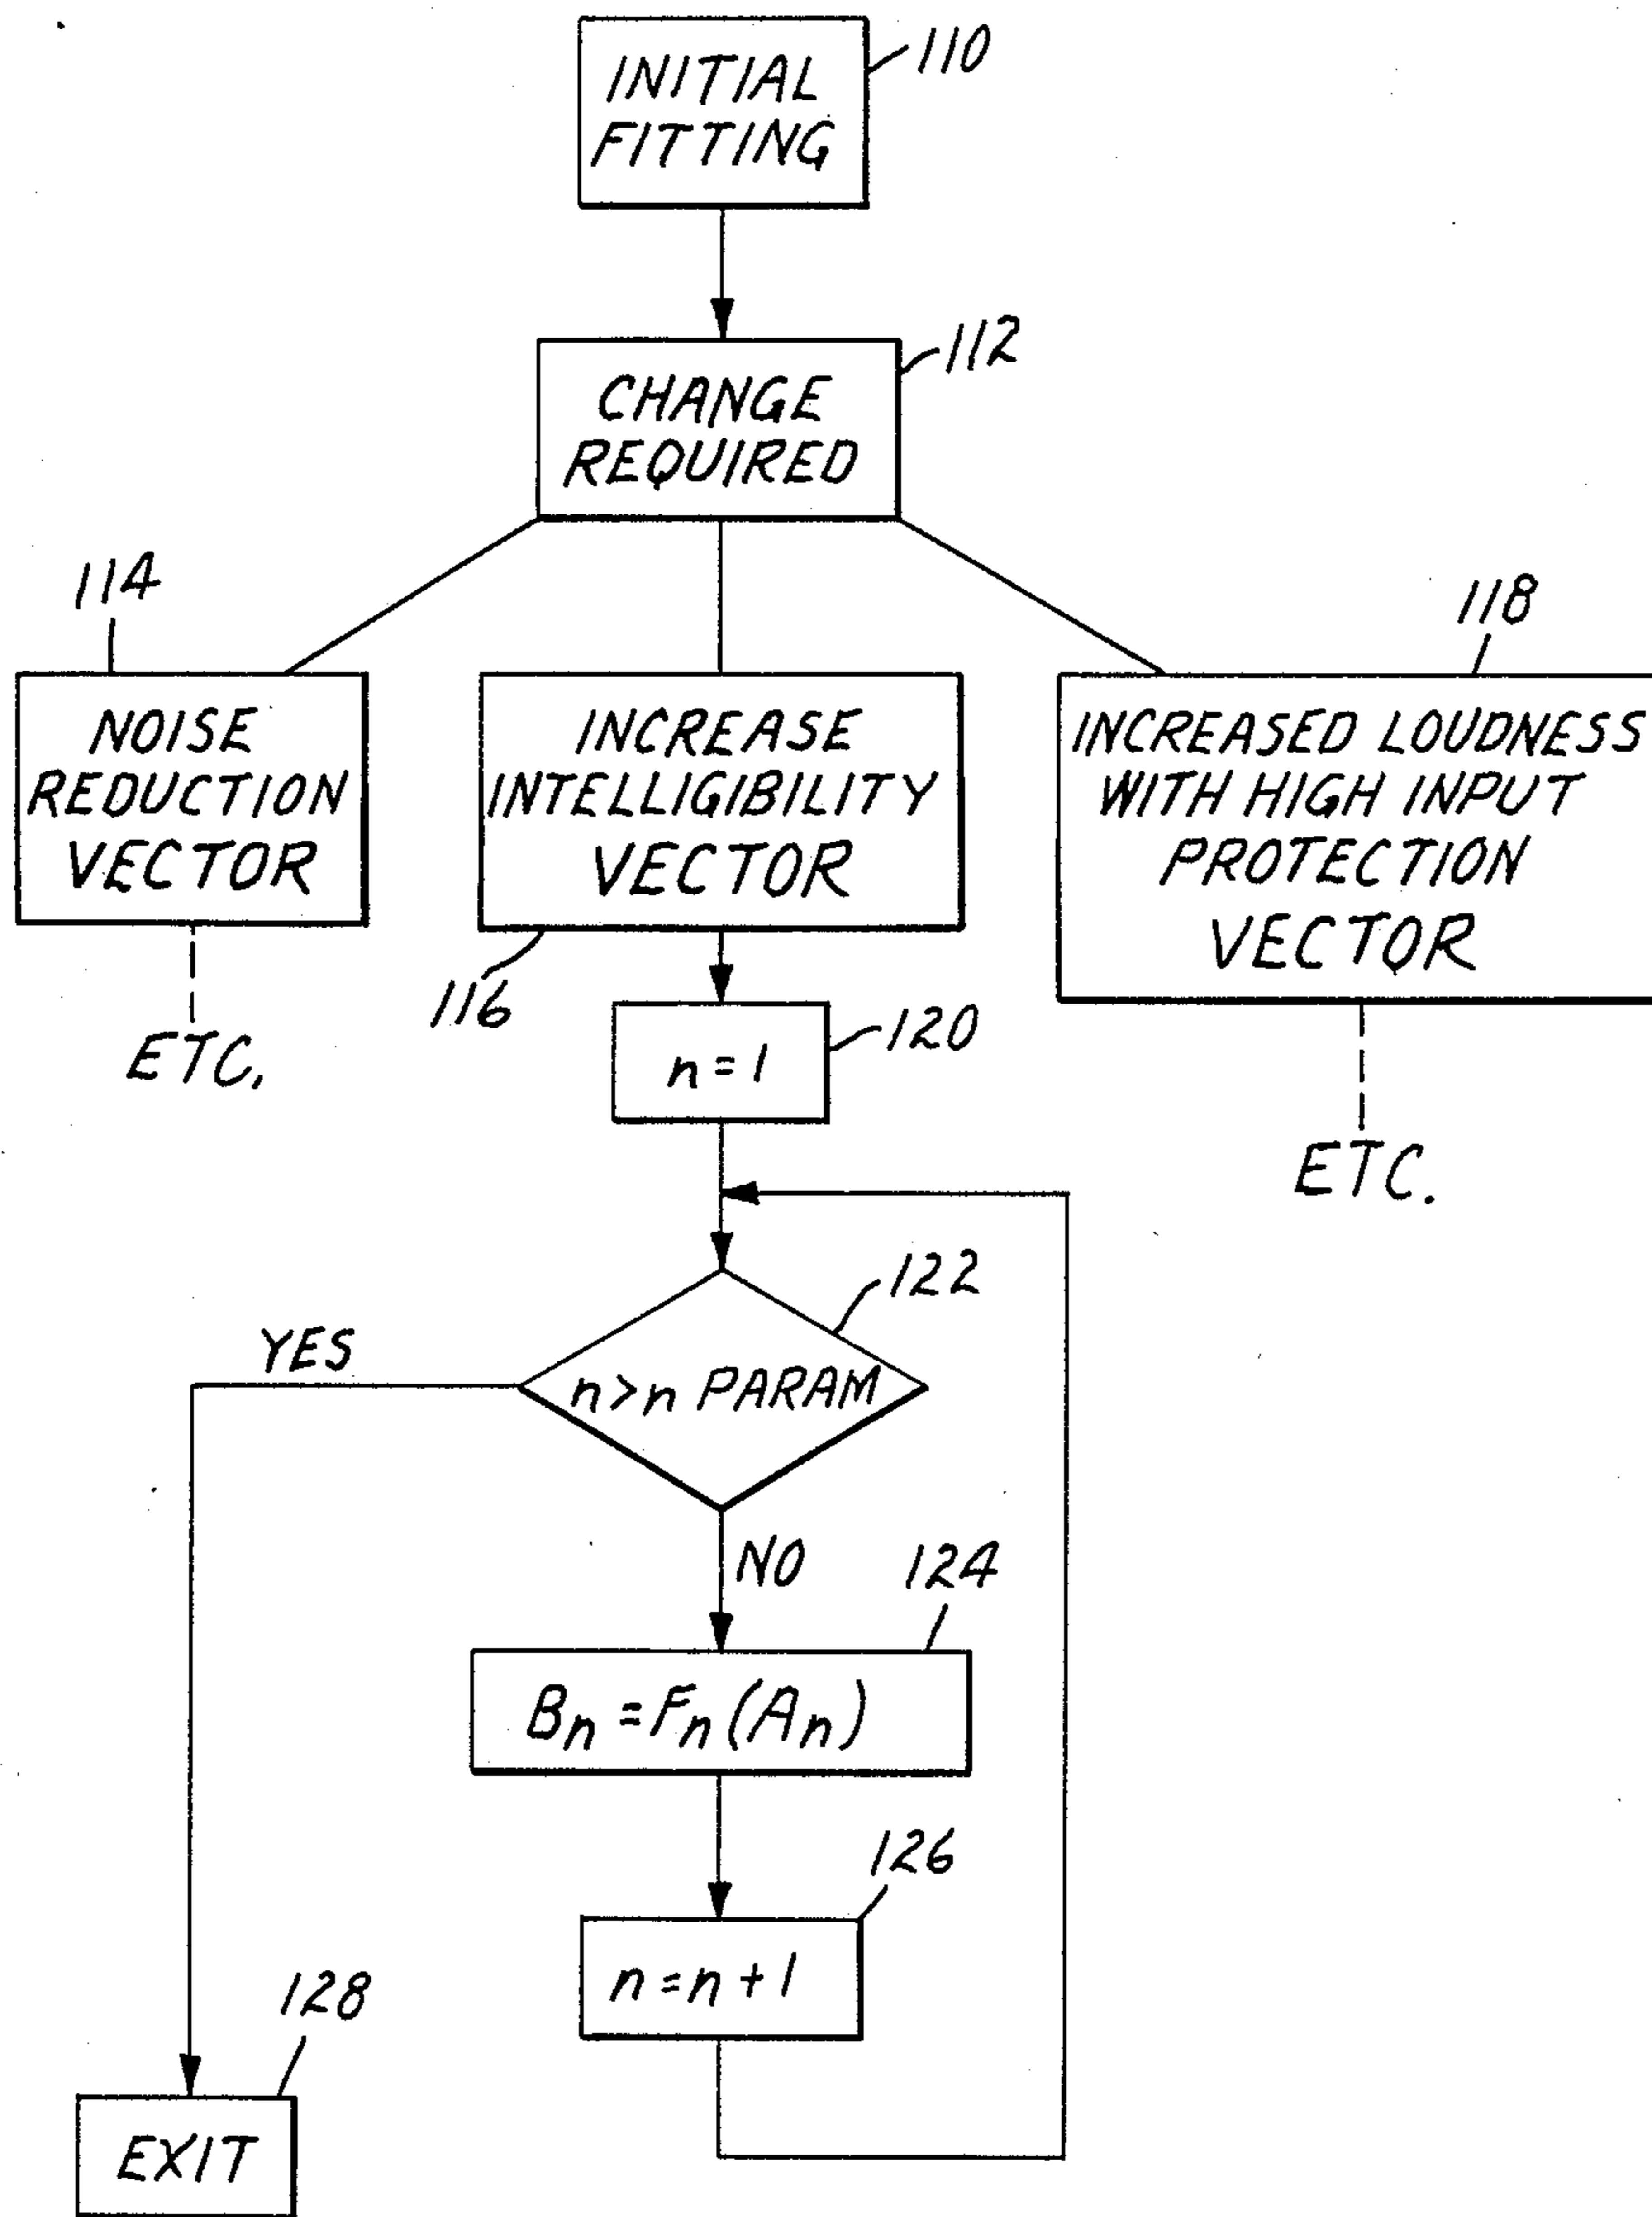 INITIAL
FITTING
110
CHANGE
REQUIRED
112
114
NOISE
REDUCTION
VECTOR
ETC.
INCREASE
INTELLIGIBILITY
VECTOR
116
118
INCREASED LOUDNESS
WITH HIGH INPUT
PROTECTION
VECTOR
ETC.
n=1
120
122
n>n PARAM
YES
NO
124
Bn=Fn(An)
126
n=n+1
128
EXIT